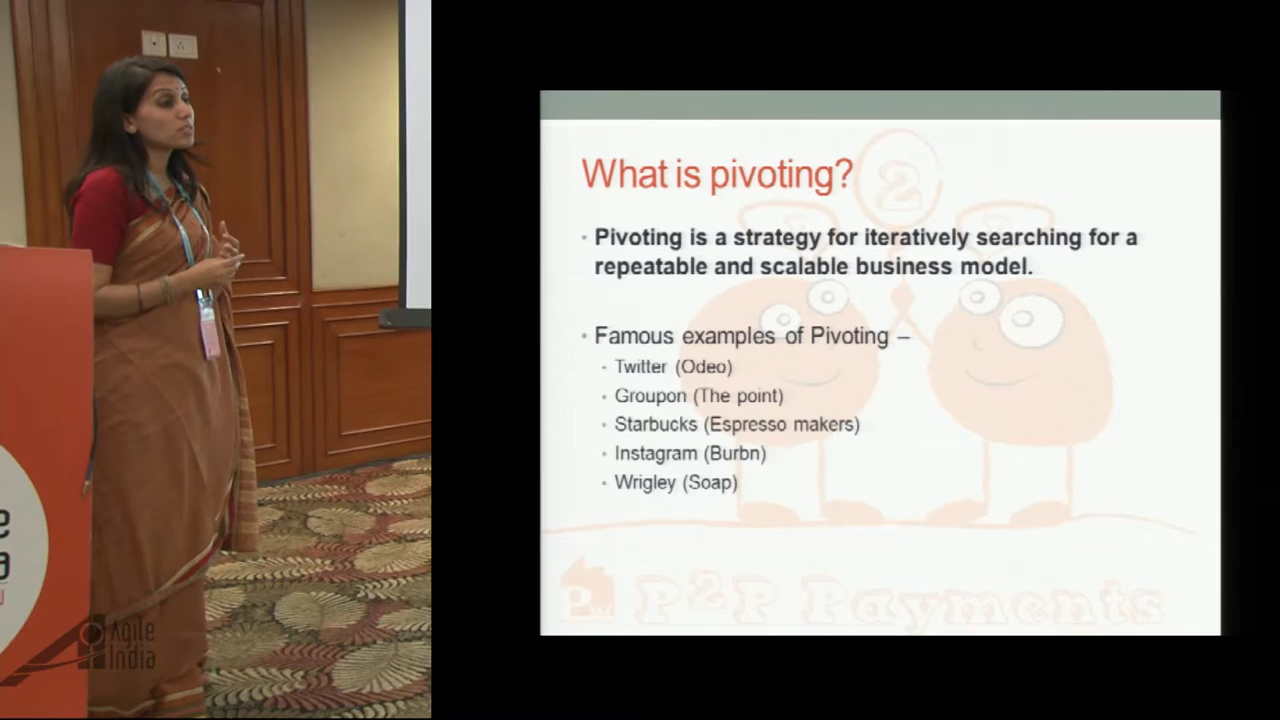 What is pivoting?
2
• Pivoting is a strategy for iteratively searching for a
repeatable and scalable business model.
• Famous examples of Pivoting –
• Twitter (Odeo)
• Groupon (The point)
• Starbucks (Espresso makers)
• Instagram (Burbn)
• Wrigley (Soap)
P
P2P Payments
e
a
U
Agile
India